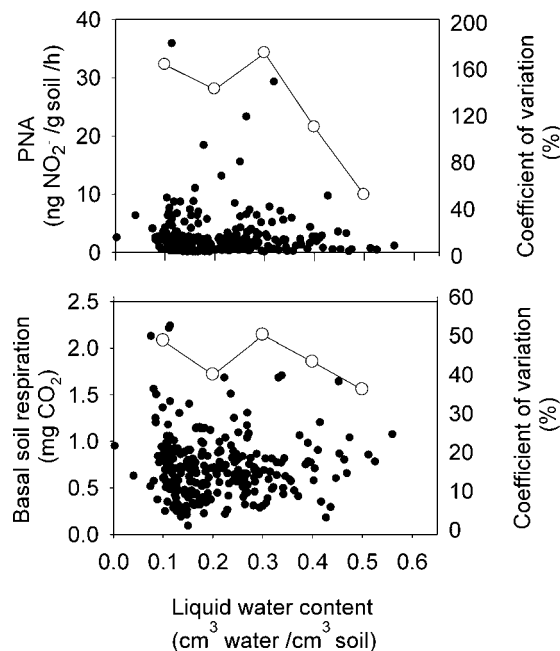 40
30
20
10
0
PNA
(ng NO₂⁻ /g soil /h)
200
160
120
80
40
0
Coefficient of variation
(%)
2.5
2.0
1.5
1.0
0.5
0.0
Basal soil respiration
(mg CO₂)
60
50
40
30
20
10
0
Coefficient of variation
(%)
0.0 0.1 0.2 0.3 0.4 0.5 0.6
Liquid water content
(cm³ water /cm³ soil)